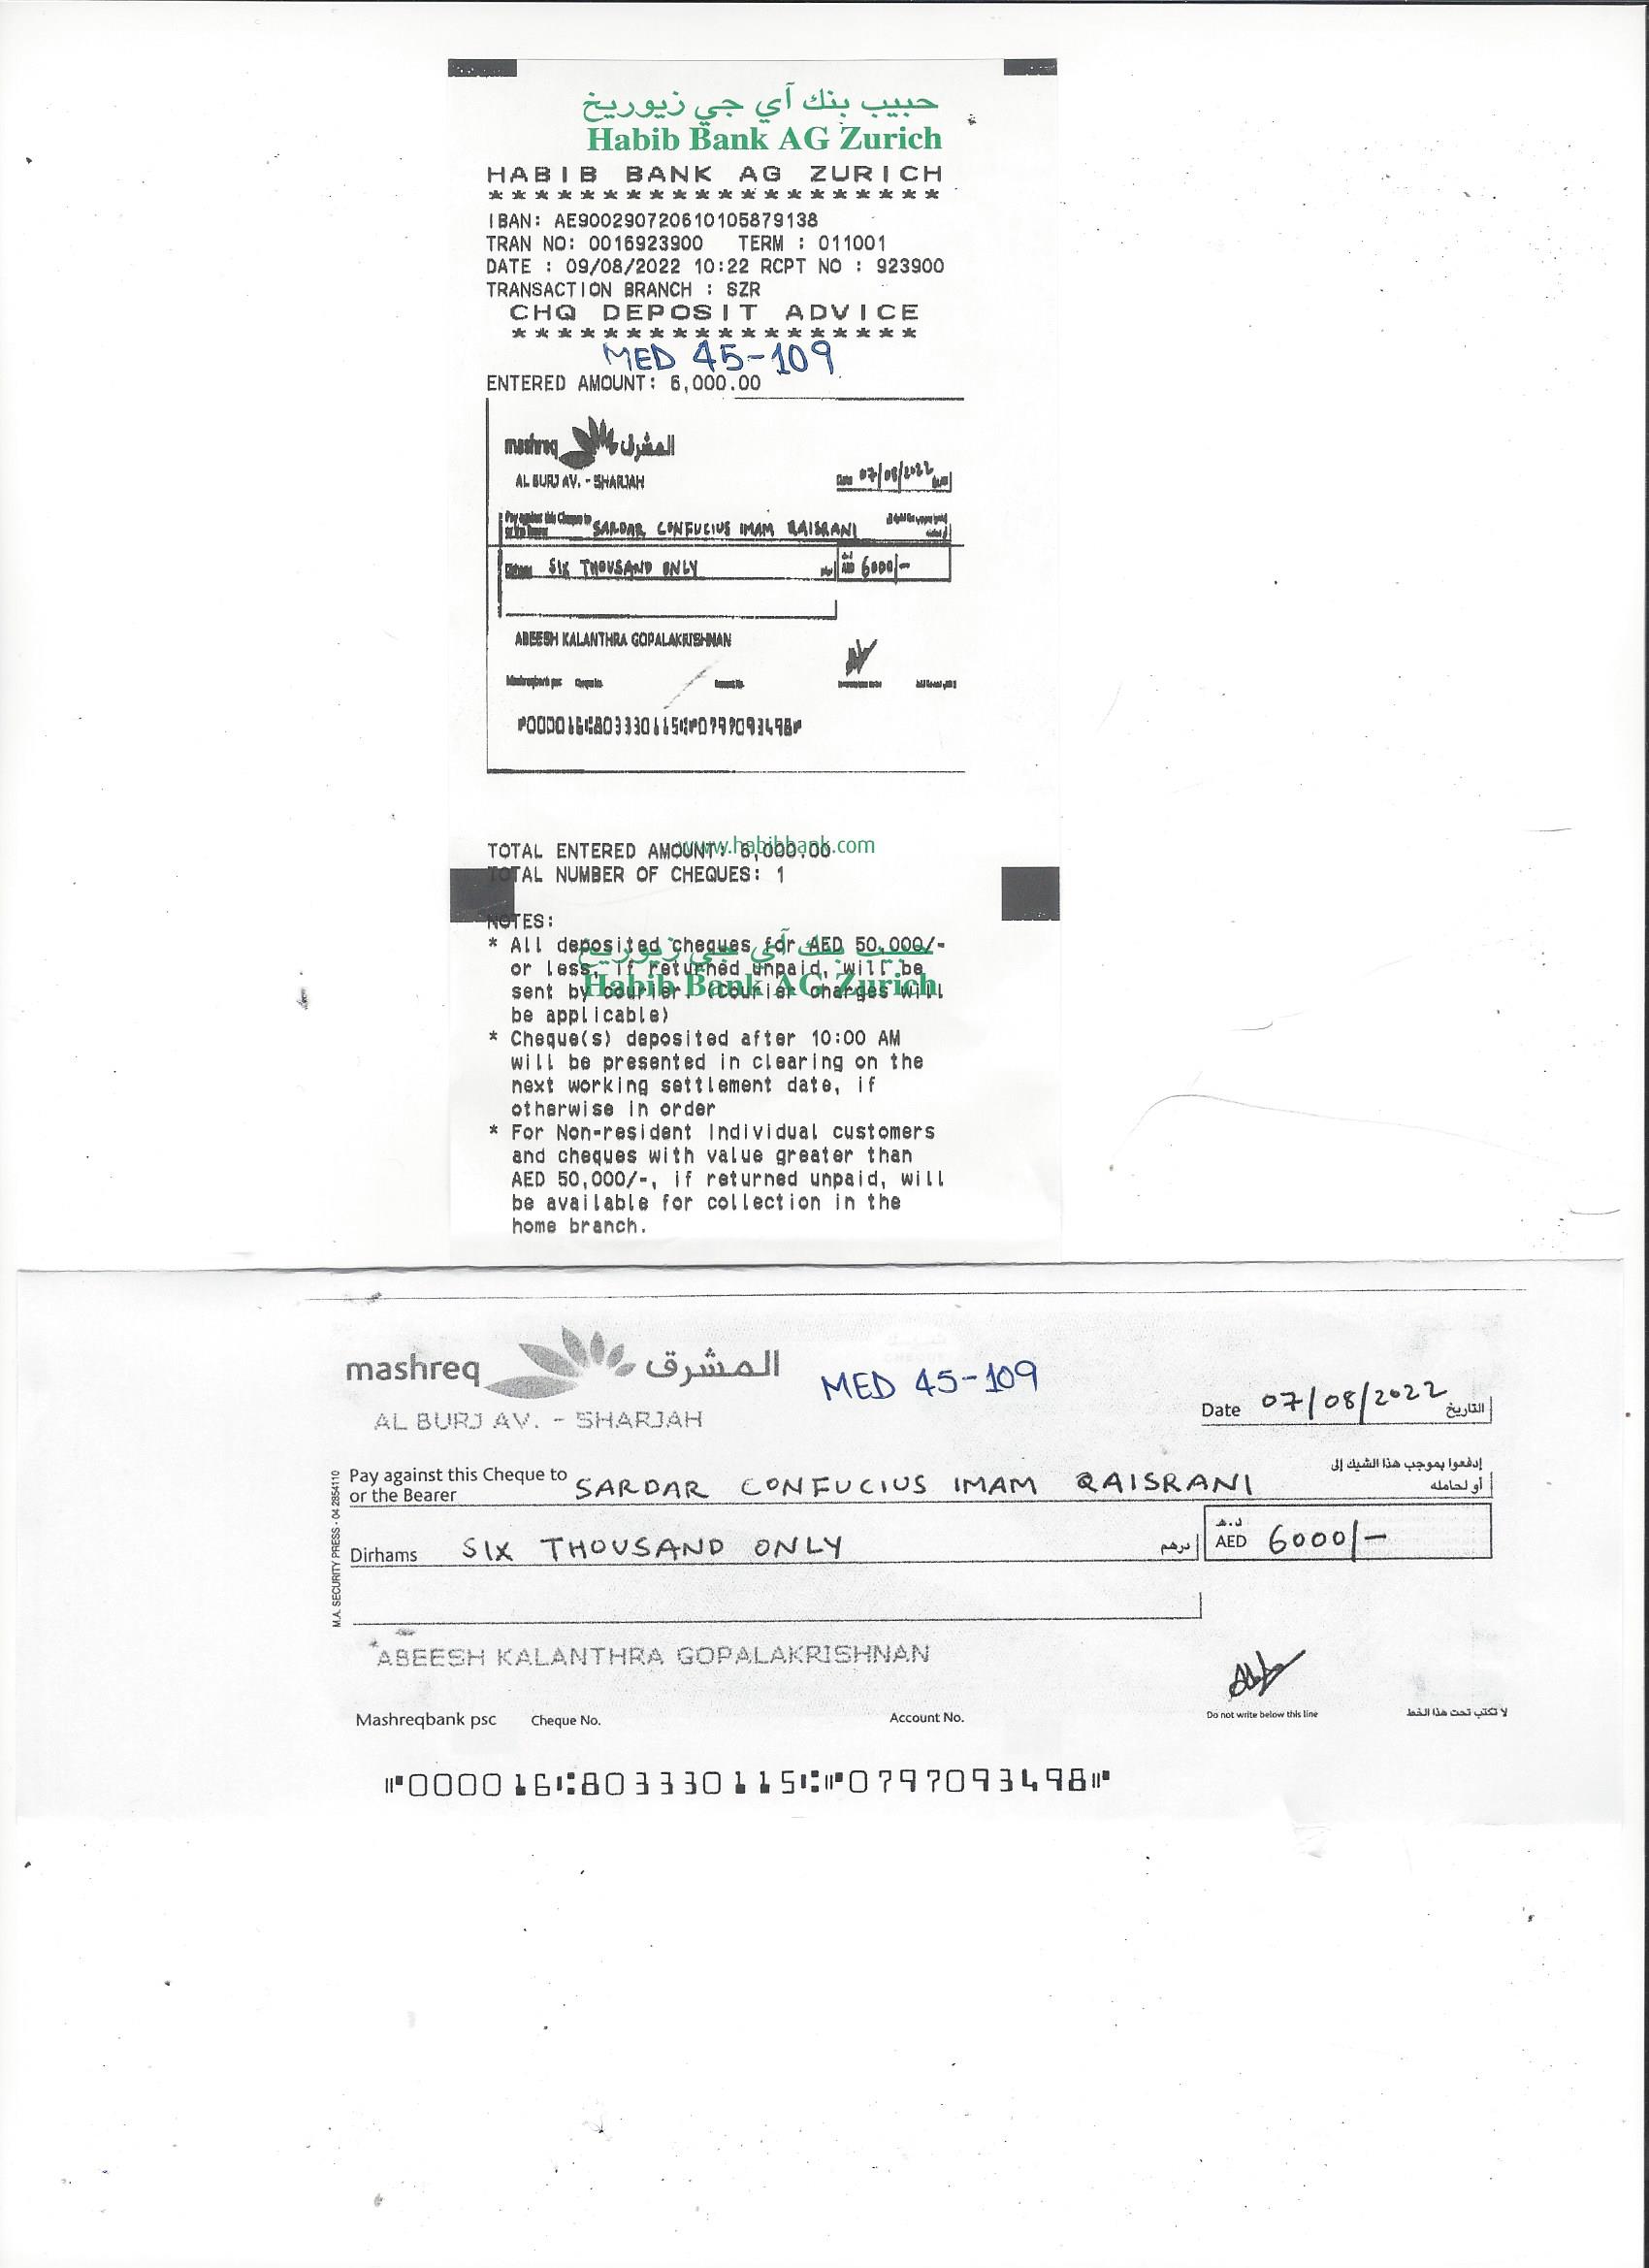 حبيب بنك آي جي زيوريخ
Habib Bank AG Zurich
HABIB BANK AG ZURICH
********************
IBAN: AE900290720610105879138
TRAN NO: 0016923900 TERM : 011001
DATE : 09/08/2022 10:22 RCPT NO : 923900
TRANSACTION BRANCH : SZR
CHQ DEPOSIT ADVICE
******************
MED 45-109
ENTERED AMOUNT: 6,000.00
mashreq المشرق
AL BURJ AV. - SHARJAH
Date 07/08/2022
Pay against this Cheque to
or the Bearer SARDAR CONFUCIUS IMAM QAISRANI
Dirhams SIX THOUSAND ONLY AED 6000/-
ABEESH KALANTHRA GOPALAKRISHNAN
Mashreqbank psc Cheque No. Account No.
⑈000016⑆803330115⑆⑈0797093498⑈
www.habibbank.com
TOTAL ENTERED AMOUNT: 6,000.00
TOTAL NUMBER OF CHEQUES: 1
NOTES:
* All deposited cheques for AED 50,000/-
or less, if returned unpaid, will be
sent by courier. (Courier charges will
be applicable)
حبيب بنك آي جي زيوريخ
Habib Bank AG Zurich
* Cheque(s) deposited after 10:00 AM
will be presented in clearing on the
next working settlement date, if
otherwise in order
* For Non-resident Individual customers
and cheques with value greater than
AED 50,000/-, if returned unpaid, will
be available for collection in the
home branch.
mashreq المشرق
MED 45-109
AL BURJ AV. - SHARJAH
Date 07/08/2022 التاريخ
Pay against this Cheque to إدفعوا بموجب هذا الشيك إلى
or the Bearer SARDAR CONFUCIUS IMAM QAISRANI أو لحامله
Dirhams SIX THOUSAND ONLY درهم د.هـ AED 6000/-
M.A. SECURITY PRESS - 04 2854110
ABEESH KALANTHRA GOPALAKRISHNAN
Mashreqbank psc Cheque No. Account No. Do not write below this line لا تكتب تحت هذا الخط
⑈000016⑆803330115⑆⑈0797093498⑈